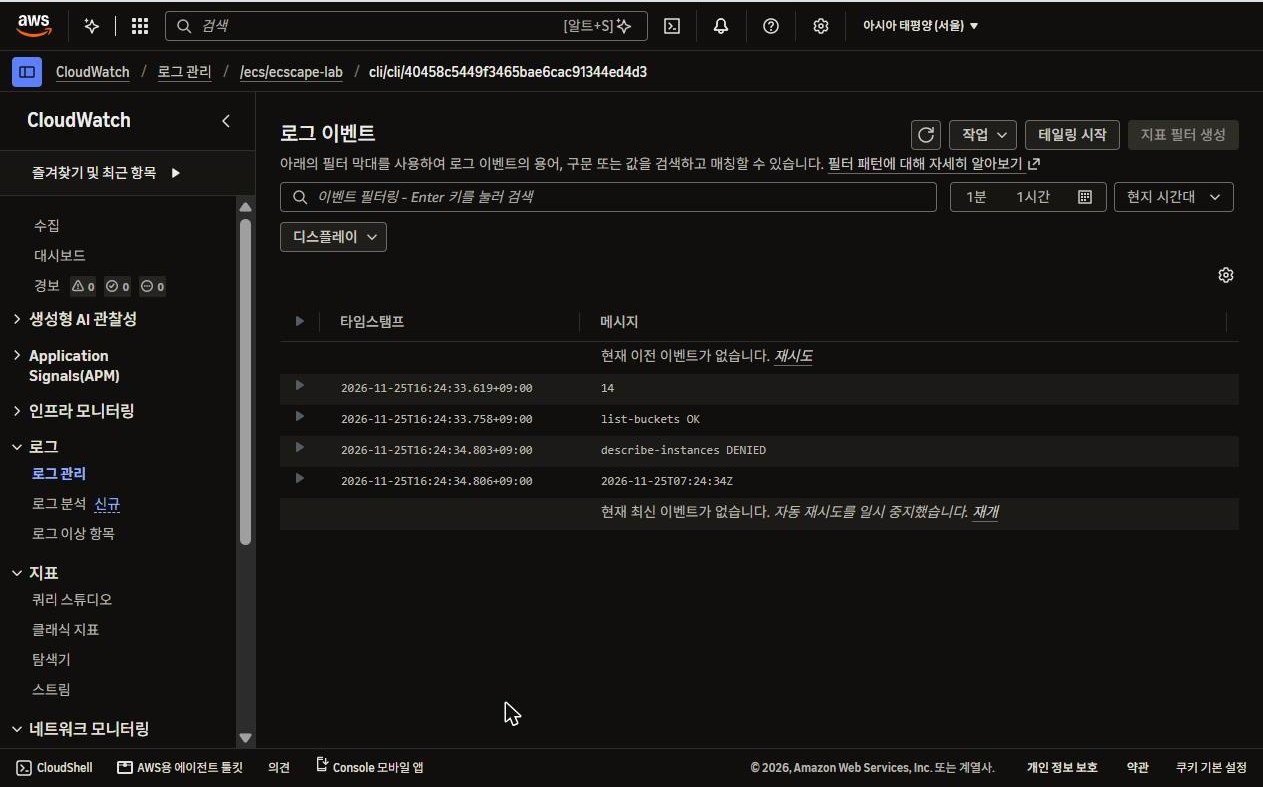 aws
검색 [알트+S]
아시아 태평양 (서울)
CloudWatch / 로그 관리 / /ecs/ecscape-lab / cli/cli/40458c5449f3465bae6cac91344ed4d3
CloudWatch
즐겨찾기 및 최근 항목
수집
대시보드
경보 0 0 0
생성형 AI 관찰성
Application
Signals(APM)
인프라 모니터링
로그
로그 관리
로그 분석 신규
로그 이상 항목
지표
쿼리 스튜디오
클래식 지표
탐색기
스트림
네트워크 모니터링
로그 이벤트
작업
테일링 시작
지표 필터 생성
아래의 필터 막대를 사용하여 로그 이벤트의 용어, 구문 또는 값을 검색하고 매칭할 수 있습니다. 필터 패턴에 대해 자세히 알아보기
이벤트 필터링 - Enter 키를 눌러 검색
1분 1시간
현지 시간대
디스플레이
타임스탬프 메시지
현재 이전 이벤트가 없습니다. 재시도
2026-11-25T16:24:33.619+09:00 14
2026-11-25T16:24:33.758+09:00 list-buckets OK
2026-11-25T16:24:34.803+09:00 describe-instances DENIED
2026-11-25T16:24:34.806+09:00 2026-11-25T07:24:34Z
현재 최신 이벤트가 없습니다. 자동 재시도를 일시 중지했습니다. 재개
CloudShell AWS용 에이전트 툴킷 의견 Console 모바일 앱 © 2026, Amazon Web Services, Inc. 또는 계열사. 개인 정보 보호 약관 쿠키 기본 설정